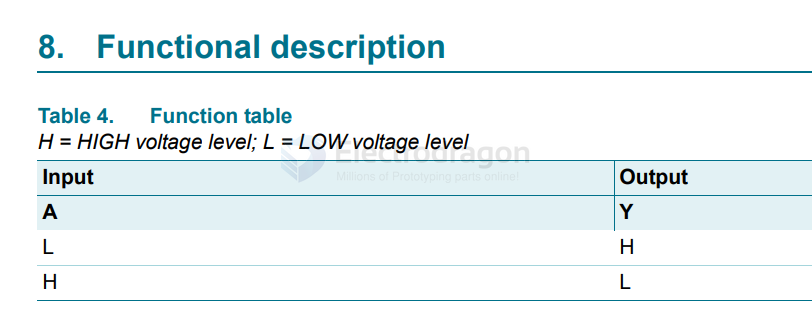 8. Functional description
Table 4. Function table
H = HIGH voltage level; L = LOW voltage level
Electrodragon
Millions of Prototyping parts online!
Input Output
A Y
L H
H L